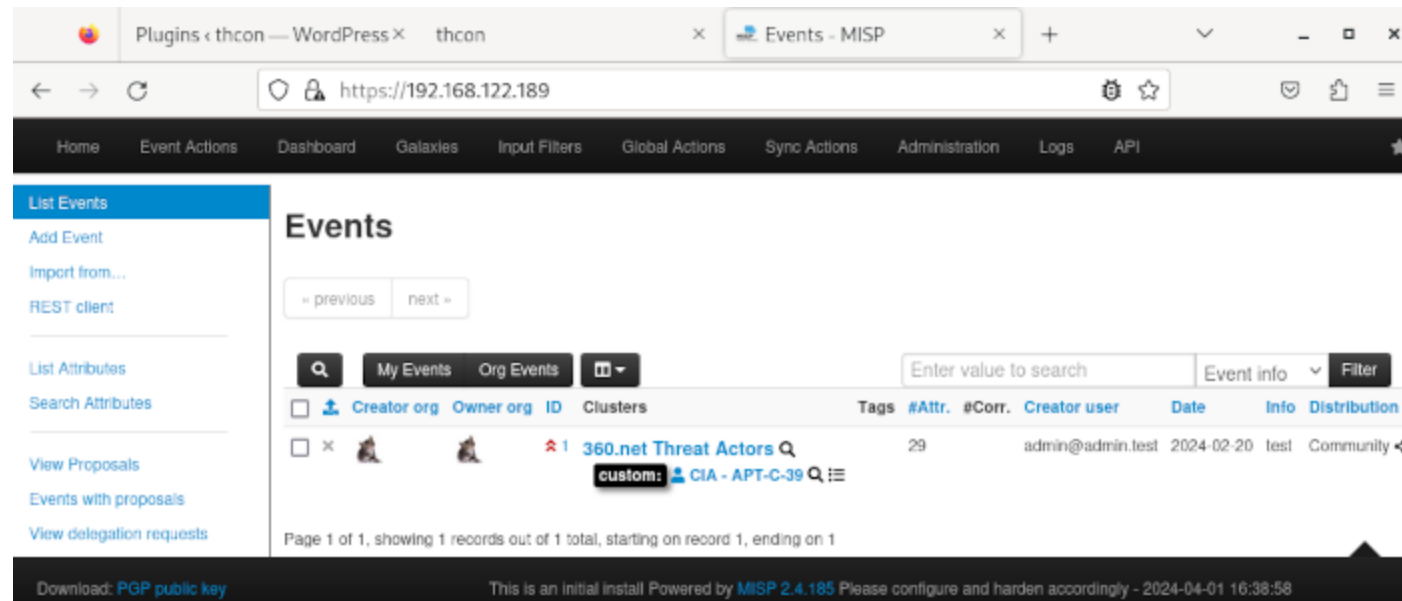 Plugins ‹ thcon — WordPress × thcon × Events - MISP × +
https://192.168.122.189
Home Event Actions Dashboard Galaxies Input Filters Global Actions Sync Actions Administration Logs API
List Events
Add Event
Import from...
REST client
List Attributes
Search Attributes
View Proposals
Events with proposals
View delegation requests
Events
« previous next »
My Events Org Events Enter value to search Event info Filter
Creator org Owner org ID Clusters Tags #Attr. #Corr. Creator user Date Info Distribution
1 360.net Threat Actors 29 admin@admin.test 2024-02-20 test Community
custom: CIA - APT-C-39
Page 1 of 1, showing 1 records out of 1 total, starting on record 1, ending on 1
Download: PGP public key This is an initial install Powered by MISP 2.4.185 Please configure and harden accordingly - 2024-04-01 16:38:58